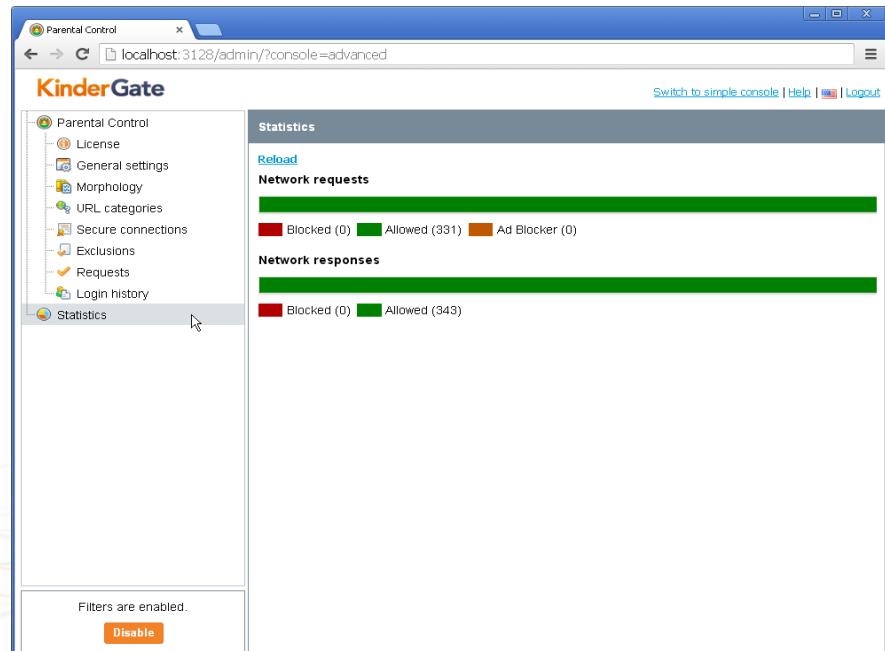 Parental Control
localhost:3128/admin/?console=advanced
KinderGate
Switch to simple console | Help | | Logout
Parental Control
License
General settings
Morphology
URL categories
Secure connections
Exclusions
Requests
Login history
Statistics
Filters are enabled.
Disable
Statistics
Reload
Network requests
Blocked (0) Allowed (331) Ad Blocker (0)
Network responses
Blocked (0) Allowed (343)